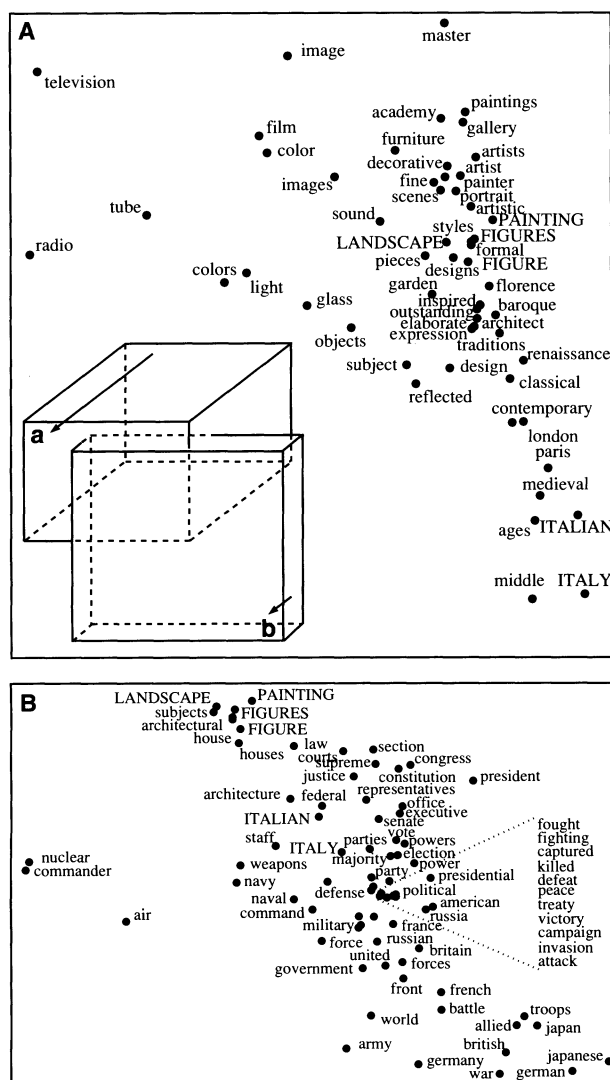 A
master
image
television
paintings
academy
gallery
film
furniture
color
artists
decorative
artist
images
fine
painter
scenes
portrait
artistic
tube
sound
PAINTING
styles
FIGURES
radio
LANDSCAPE
formal
pieces
FIGURE
colors
designs
light
garden
florence
glass
inspired
baroque
outstanding
elaborate
architect
objects
expression
traditions
renaissance
subject
design
classical
reflected
contemporary
a
london
paris
medieval
ages
ITALIAN
middle
ITALY
b
B
LANDSCAPE
PAINTING
subjects
FIGURES
architectural
FIGURE
house
houses
law
section
courts
supreme
congress
justice
constitution
president
representatives
architecture
federal
office
executive
ITALIAN
senate
staff
vote
parties
powers
ITALY
majority
election
nuclear
power
commander
weapons
party
presidential
navy
defense
political
naval
american
command
russia
air
military
france
force
russian
britain
united
government
forces
front
french
battle
troops
world
allied
japan
army
british
germany
japanese
war
german
fought
fighting
captured
killed
defeat
peace
treaty
victory
campaign
invasion
attack